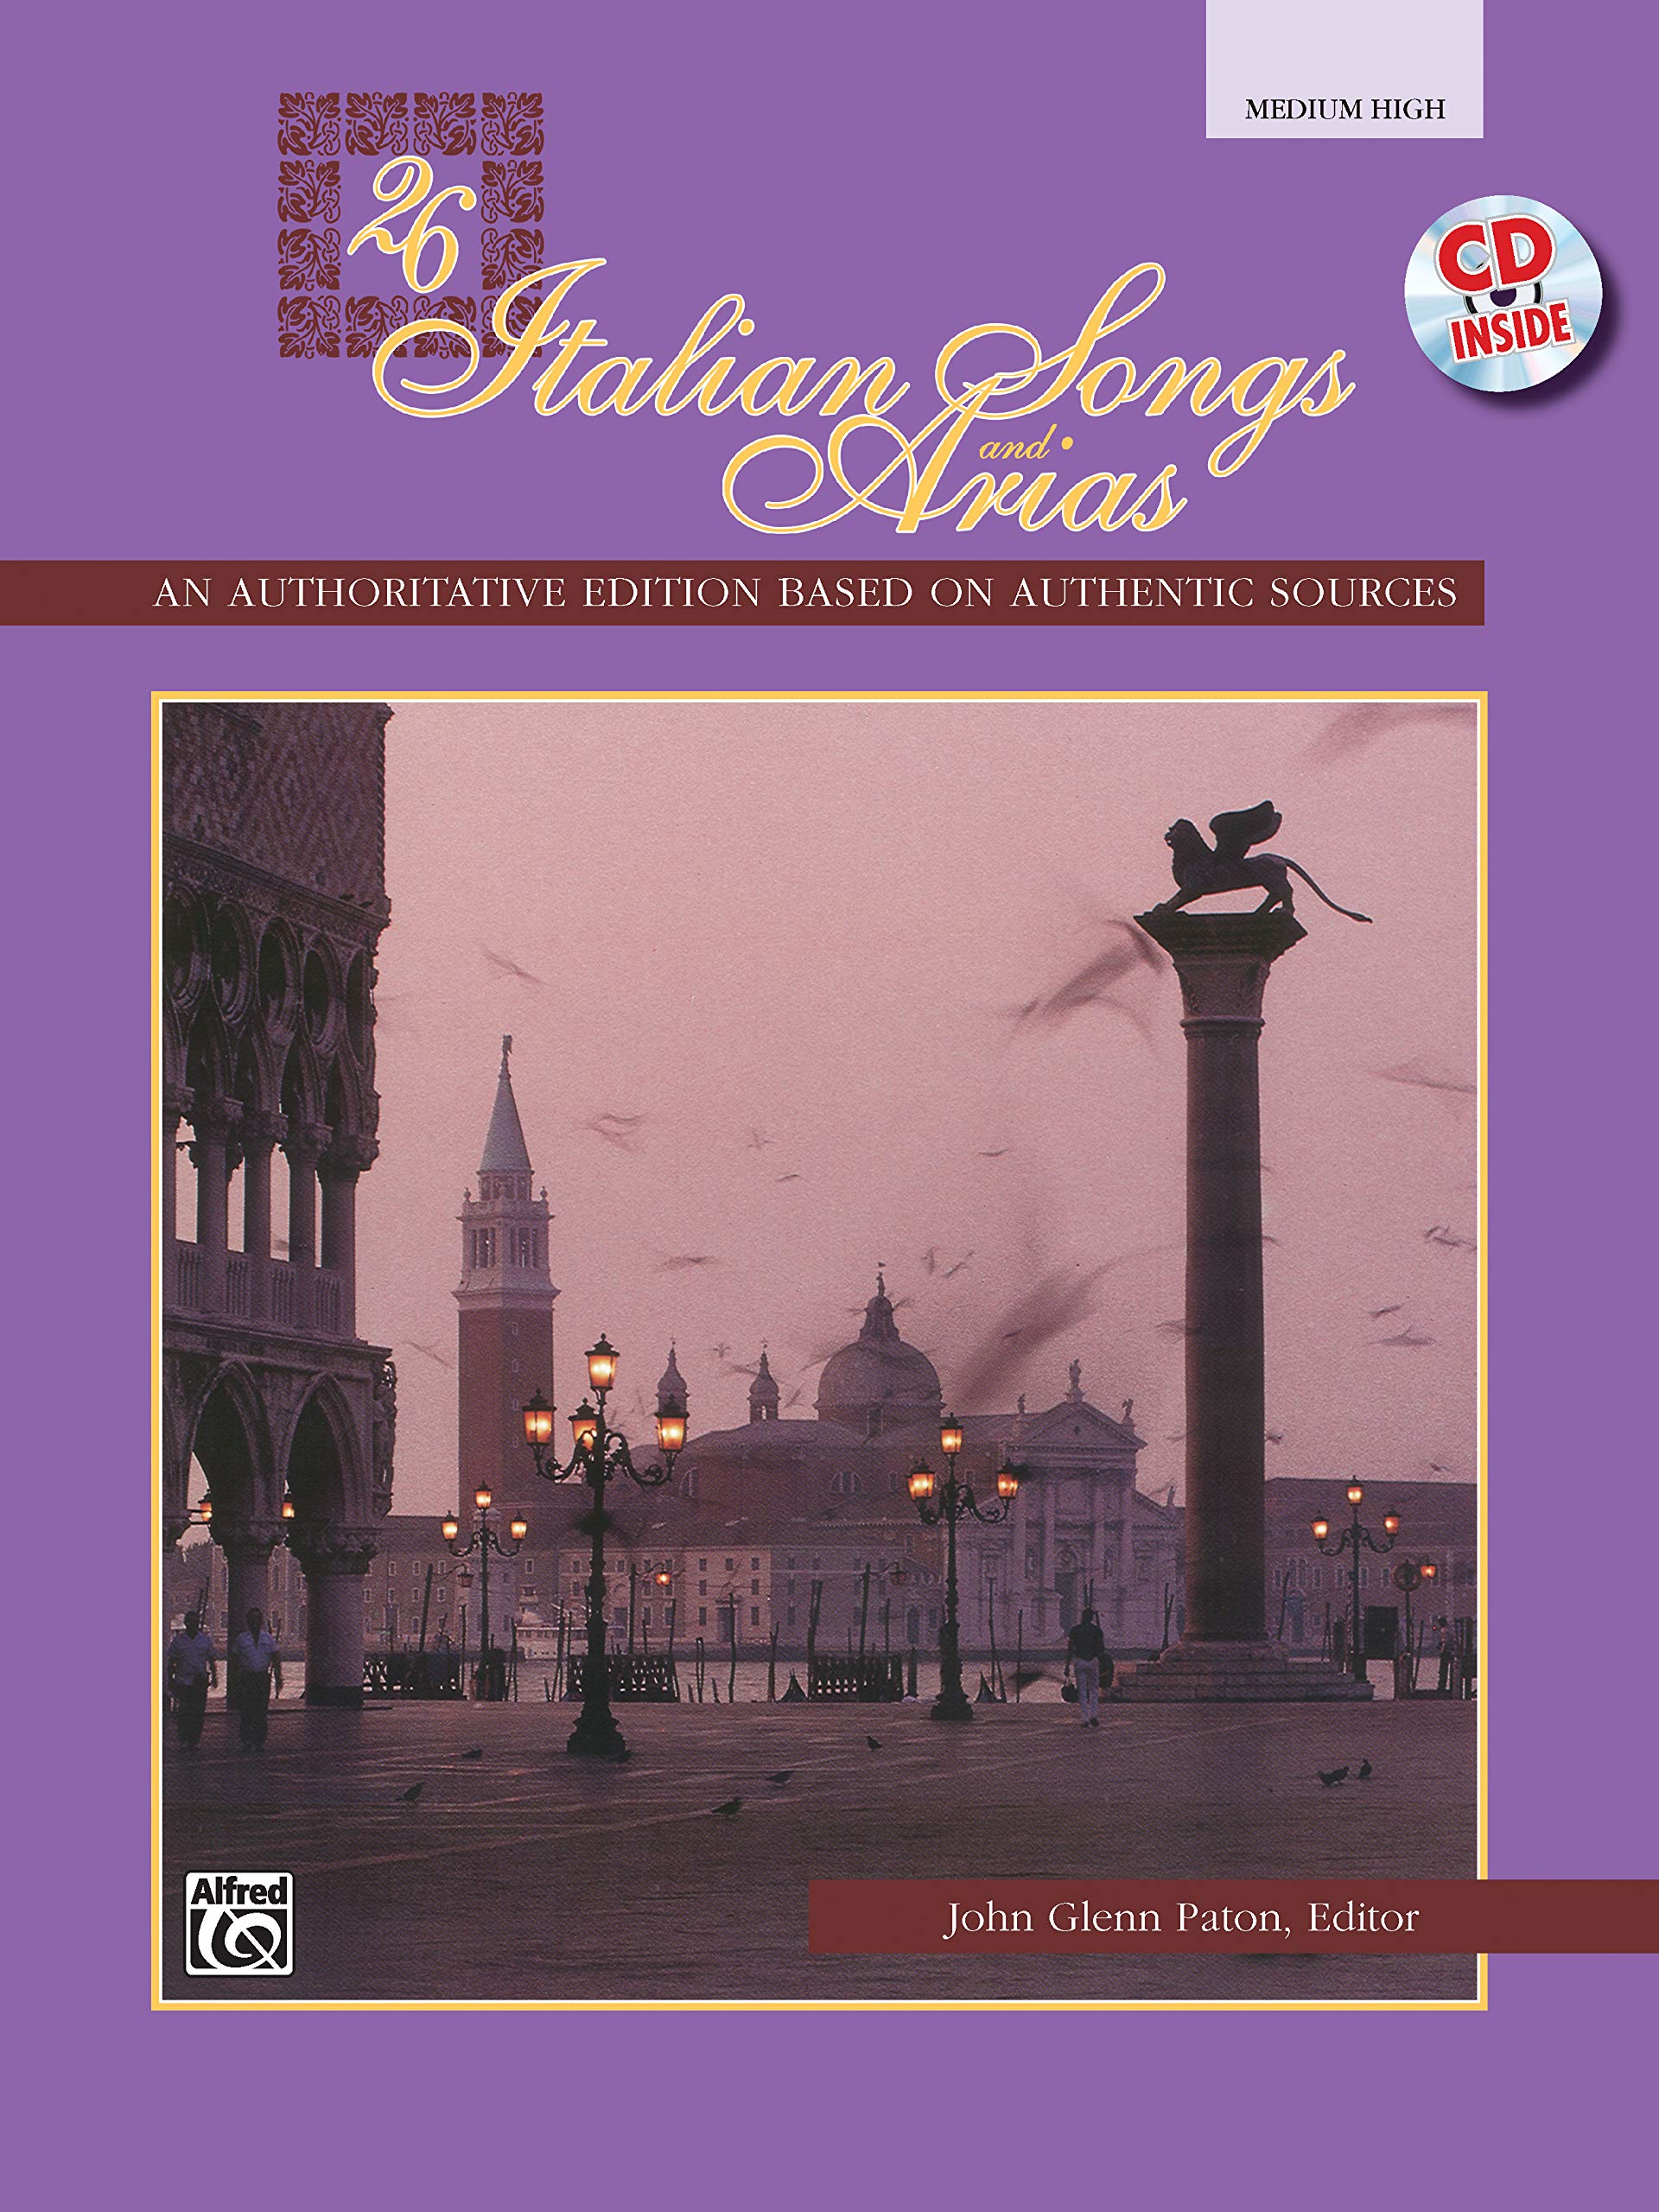 MEDIUM HIGH
26
Italian Songs
and
Arias
CD
INSIDE
AN AUTHORITATIVE EDITION BASED ON AUTHENTIC SOURCES
Alfred
John Glenn Paton, Editor